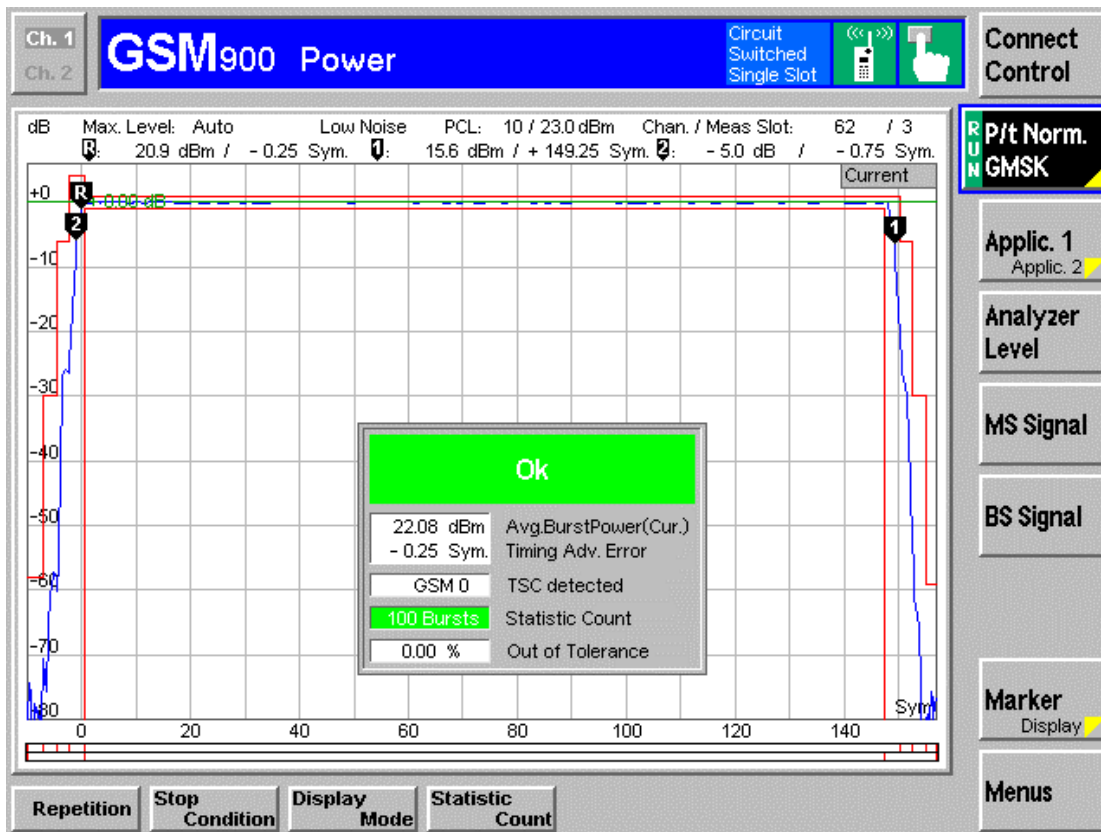 Ch. 1
Ch. 2
GSM900 Power
Circuit
Switched
Single Slot
Connect
Control
dB Max. Level: Auto Low Noise PCL: 10 / 23.0 dBm Chan. / Meas Slot: 62 / 3
R: 20.9 dBm / - 0.25 Sym. 1: 15.6 dBm / + 149.25 Sym. 2: - 5.0 dB / - 0.75 Sym.
RUN
P/t Norm.
GMSK
Current
+0
R
2
1
-10
-20
-30
-40
-50
-60
-70
-80
Sym
0 20 40 60 80 100 120 140
Ok
22.08 dBm Avg.BurstPower(Cur.)
- 0.25 Sym. Timing Adv. Error
GSM 0 TSC detected
100 Bursts Statistic Count
0.00 % Out of Tolerance
Applic. 1
Applic. 2
Analyzer
Level
MS Signal
BS Signal
Marker
Display
Menus
Repetition
Stop
Condition
Display
Mode
Statistic
Count